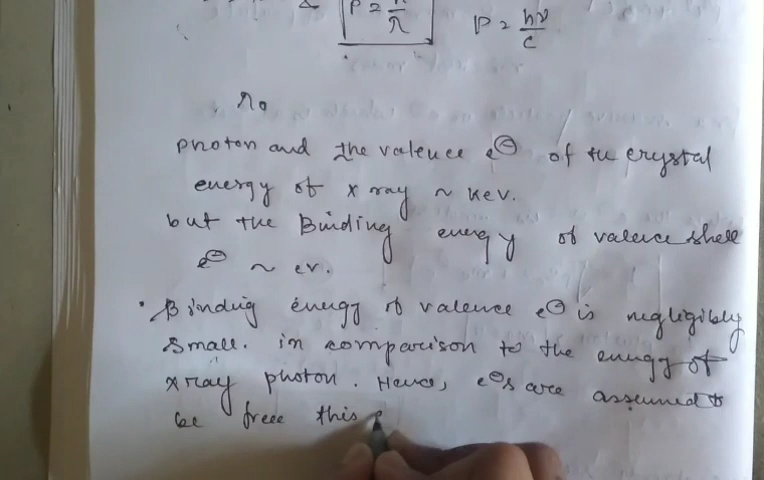 P = h/λ P = hν/c
λ₀
photon and the valence e⊖ of the crystal
energy of x ray ~ kev.
but the Binding energy of valence shell
e⊖ ~ ev.
• Binding energy of valence e⊖ is negligibly
small. in comparison to the energy of
x ray photon. Hence, e⊖s are assumed to
be free this